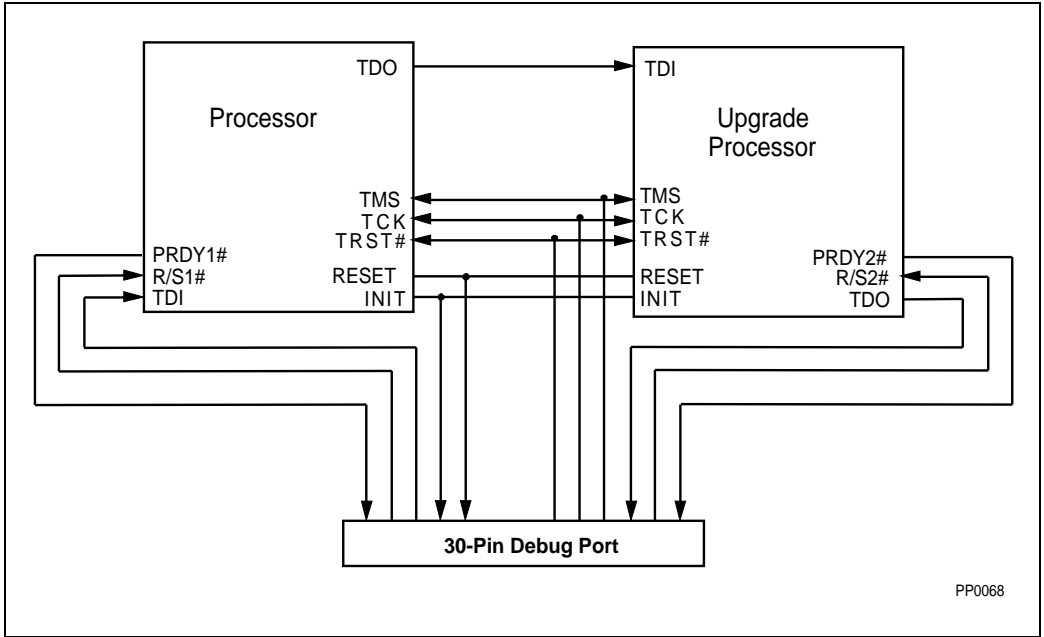 TDO
TDI
Processor
Upgrade
Processor
TMS
TCK
TRST#
TMS
TCK
TRST#
PRDY1#
R/S1#
TDI
RESET
INIT
RESET
INIT
PRDY2#
R/S2#
TDO
30-Pin Debug Port
PP0068